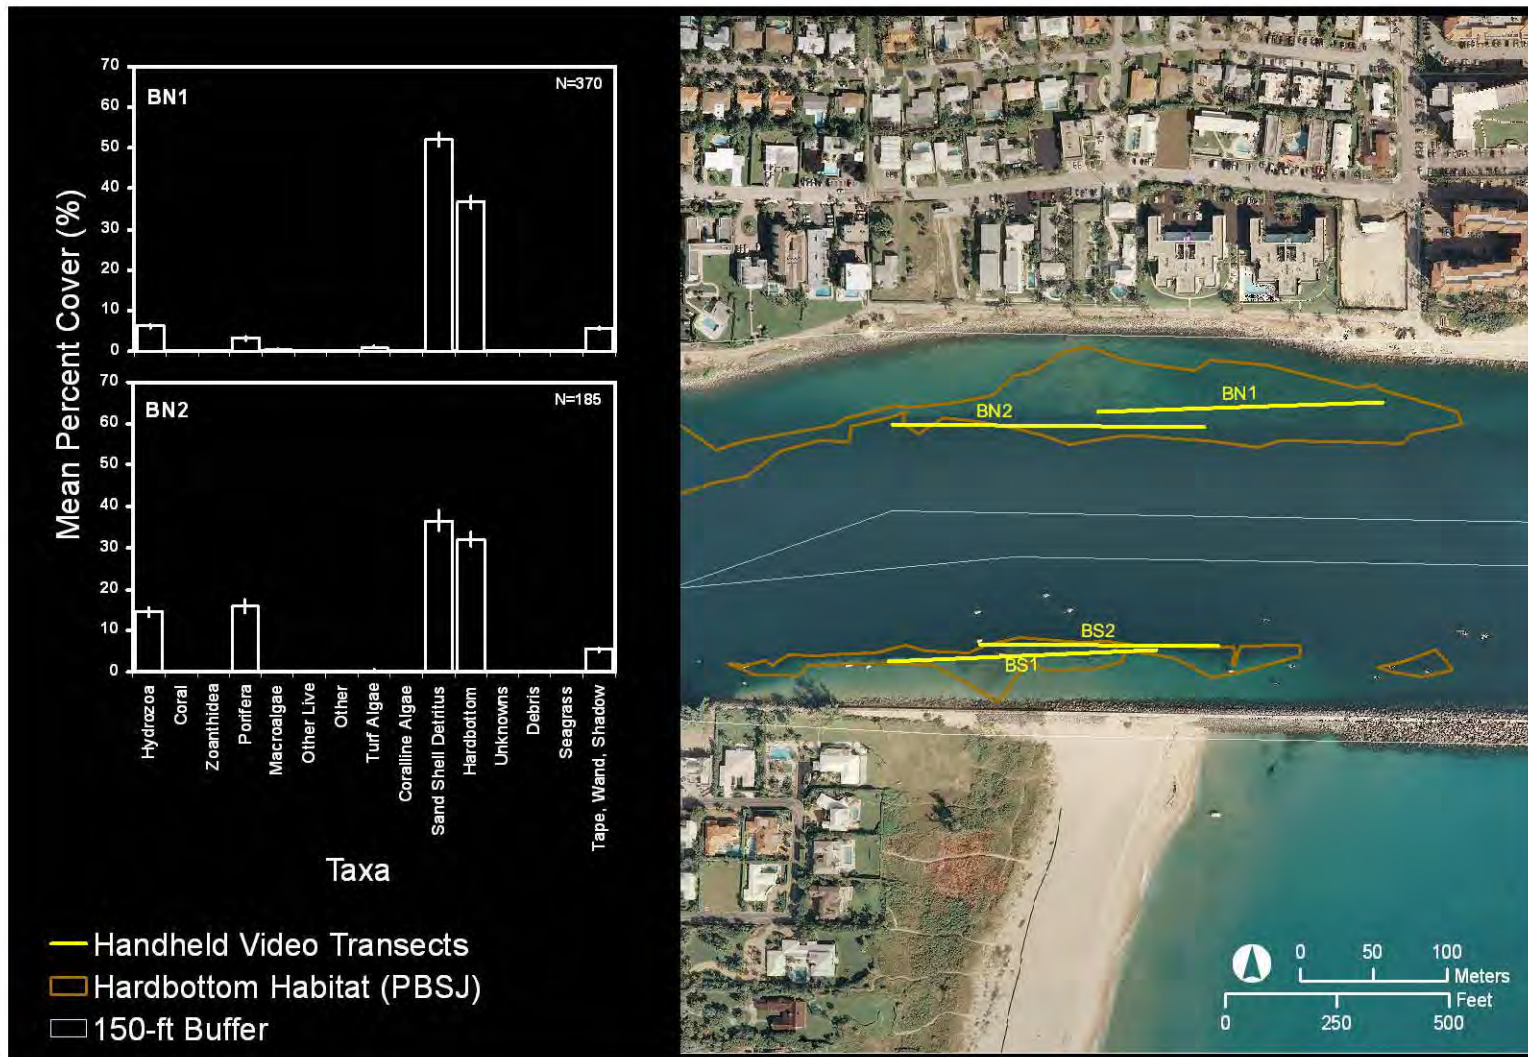 70
BN1
N=370
60
50
40
30
20
10
0
70
BN2
N=185
60
50
40
30
20
10
0
Mean Percent Cover (%)
Hydrozoa
Coral
Zoanthidea
Porifera
Macroalgae
Other Live
Other
Turf Algae
Coralline Algae
Sand Shell Detritus
Hardbottom
Unknowns
Debris
Seagrass
Tape, Wand, Shadow
Taxa
Handheld Video Transects
Hardbottom Habitat (PBSJ)
150-ft Buffer
BN1
BN2
BS2
BS1
0 50 100
Meters
Feet
0 250 500